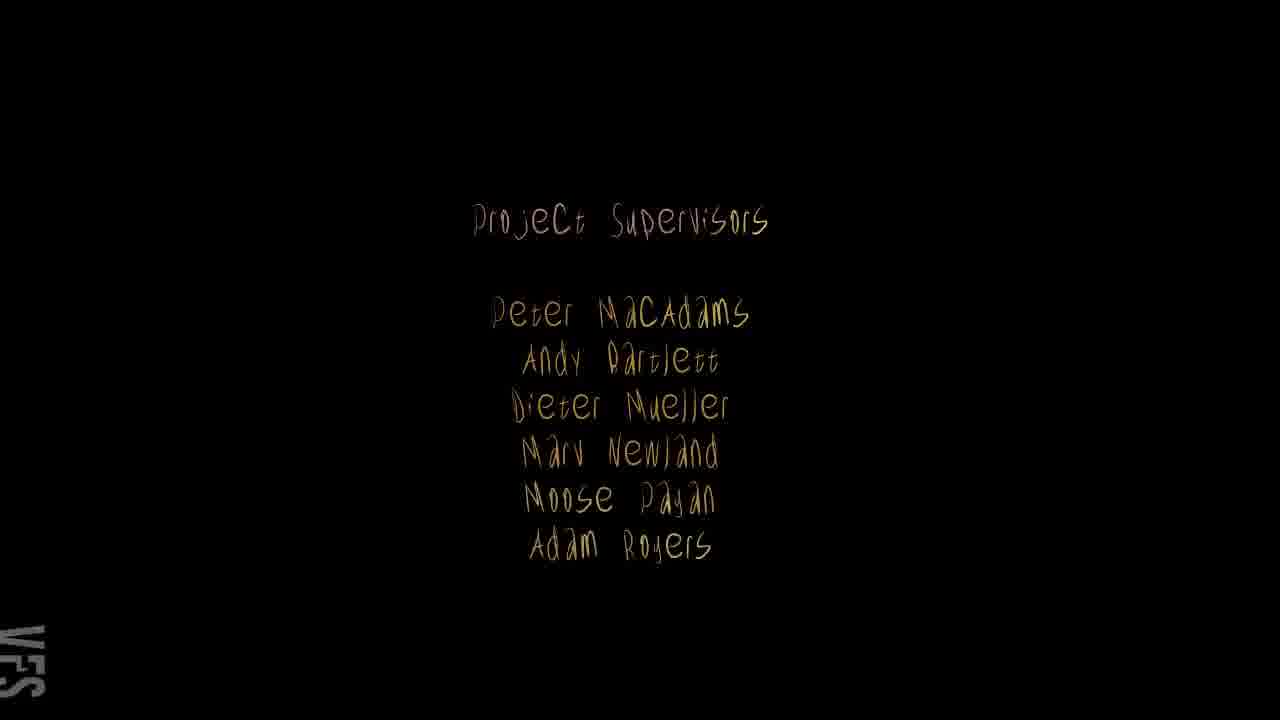 ProjeCt Supervisors
Peter MaCAdams
Andy Bartlett
Dieter Mueller
Marv Newland
Moose Pagan
Adam Rogers
VFS